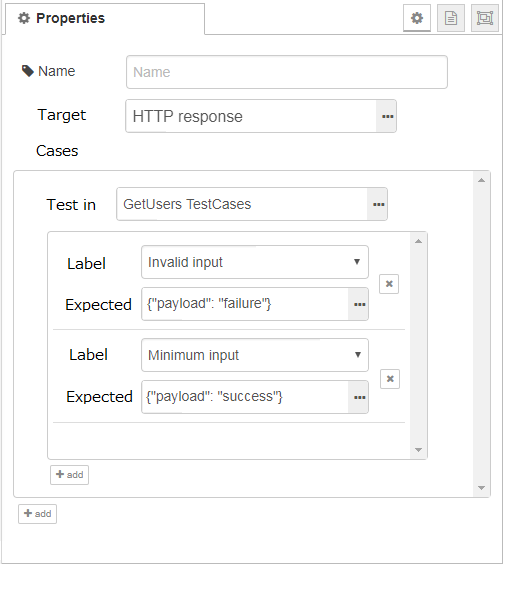 Properties
Name
Name
Target
HTTP response
Cases
Test in
GetUsers TestCases
Label
Invalid input
Expected
{"payload": "failure"}
Label
Minimum input
Expected
{"payload": "success"}
add
add